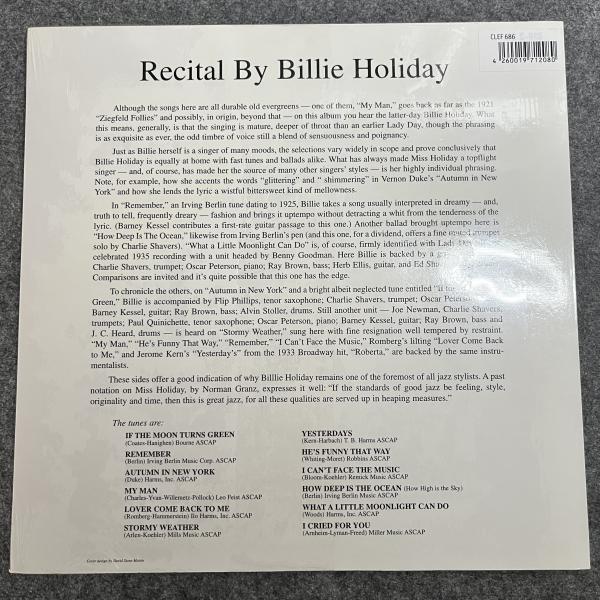 CLEF 686
4 260019 712080
Recital By Billie Holiday
Although the songs here are all durable old evergreens — one of them, "My Man," goes back as far as the 1921
"Ziegfeld Follies" and possibly, in origin, beyond that — on this album you hear the latter-day Billie Holiday. What
this means, generally, is that the singing is mature, deeper of throat than an earlier Lady Day, though the phrasing
is as exquisite as ever, the odd timbre of voice still a blend of sensuousness and poignancy.
Just as Billie herself is a singer of many moods, the selections vary widely in scope and prove conclusively that
Billie Holiday is equally at home with fast tunes and ballads alike. What has always made Miss Holiday a topflight
singer — and, of course, has made her the source of many other singers' styles — is her highly individual phrasing.
Note, for example, how she accents the words "glittering" and " shimmering" in Vernon Duke's "Autumn in New
York" and how she lends the lyric a wistful bittersweet kind of mellowness.
In "Remember," an Irving Berlin tune dating to 1925, Billie takes a song usually interpreted in dreamy — and,
truth to tell, frequently dreary — fashion and brings it uptempo without detracting a whit from the tenderness of the
lyric. (Barney Kessel contributes a first-rate guitar passage to this one.) Another ballad brought uptempo here is
"How Deep Is The Ocean," likewise from Irving Berlin's pen (and this one, for a dividend, offers a fine muted trumpet
solo by Charlie Shavers). "What a Little Moonlight Can Do" is, of course, firmly identified with Lady
celebrated 1935 recording with a unit headed by Benny Goodman. Here Billie is backed by a
Charlie Shavers, trumpet; Oscar Peterson, piano; Ray Brown, bass; Herb Ellis, guitar, and Ed
Comparisons are invited and it's quite possible that this one has the edge.
To chronicle the others, on "Autumn in New York" and a bright albeit neglected tune entitled "If
Green," Billie is accompanied by Flip Phillips, tenor saxophone; Charlie Shavers, trumpet; Oscar
Barney Kessel, guitar; Ray Brown, bass; Alvin Stoller, drums. Still another unit — Joe Newman, Charlie Shavers,
trumpets; Paul Quinichette, tenor saxophone; Oscar Peterson, piano; Barney Kessel, guitar; Ray Brown, bass and
J. C. Heard, drums — is heard on "Stormy Weather," sung here with fine resignation well tempered by restraint.
"My Man," "He's Funny That Way," "Remember," "I Can't Face the Music," Romberg's lilting "Lover Come Back
to Me," and Jerome Kern's "Yesterday's" from the 1933 Broadway hit, "Roberta," are backed by the same instru-
mentalists.
These sides offer a good indication of why Billlie Holiday remains one of the foremost of all jazz stylists. A past
notation on Miss Holiday, by Norman Granz, expresses it well: "If the standards of good jazz be feeling, style,
originality and time, then this is great jazz, for all these qualities are served up in heaping measures."
The tunes are:
IF THE MOON TURNS GREEN
(Coates-Hanighen) Bourne ASCAP
REMEMBER
(Berlin) Irving Berlin Music Corp. ASCAP
AUTUMN IN NEW YORK
(Duke) Harms, Inc. ASCAP
MY MAN
(Charles-Yvan-Willemetz-Pollock) Leo Feist ASCAP
LOVER COME BACK TO ME
(Romberg-Hammerstein) Ilo Harms, Inc. ASCAP
STORMY WEATHER
(Arlen-Koehler) Mills Music ASCAP
YESTERDAYS
(Kern-Harbach) T. B. Harms ASCAP
HE'S FUNNY THAT WAY
(Whiting-Moret) Robbins ASCAP
I CAN'T FACE THE MUSIC
(Bloom-Koehler) Remick Music ASCAP
HOW DEEP IS THE OCEAN (How High is the Sky)
(Berlin) Irving Berlin Music ASCAP
WHAT A LITTLE MOONLIGHT CAN DO
(Woods) Harms, Inc. ASCAP
I CRIED FOR YOU
(Arnheim-Lyman-Freed) Miller Music ASCAP
Cover design by David Stone Martin